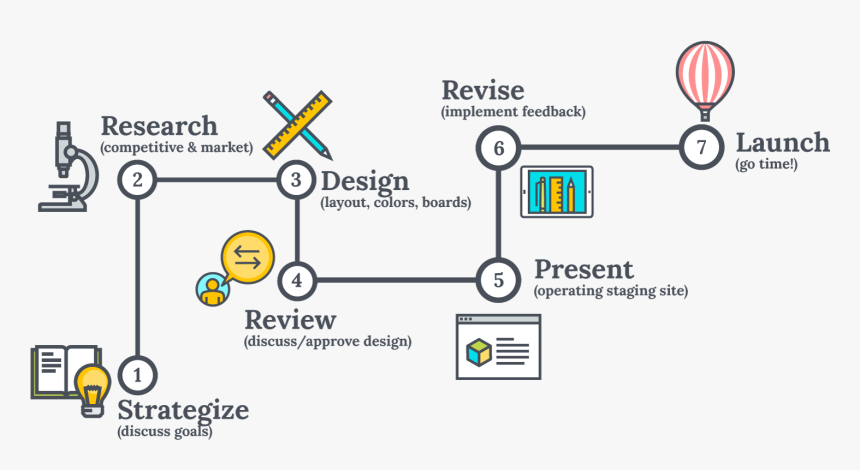 1
Strategize
(discuss goals)
2
Research
(competitive & market)
3
Design
(layout, colors, boards)
4
Review
(discuss/approve design)
5
Present
(operating staging site)
6
Revise
(implement feedback)
7
Launch
(go time!)